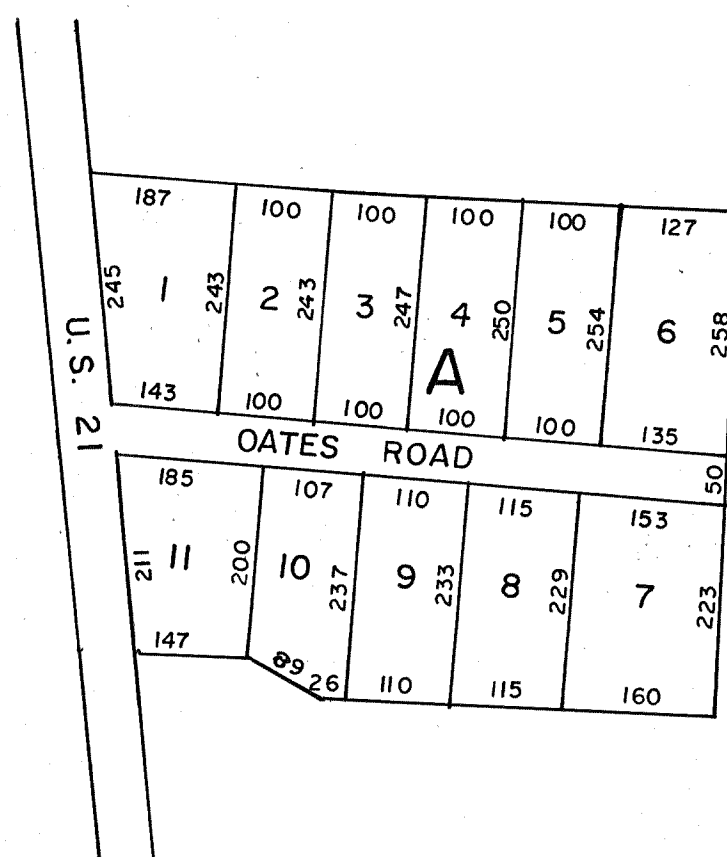 187 100 100 100 100 127
245 1 243 2 243 3 247 4 250 5 254 6 258
A
143 100 100 100 100 135
U.S. 21
OATES ROAD
50
185 107 110 115 153
211 11 200 10 237 9 233 8 229 7 223
147 89 26 110 115 160